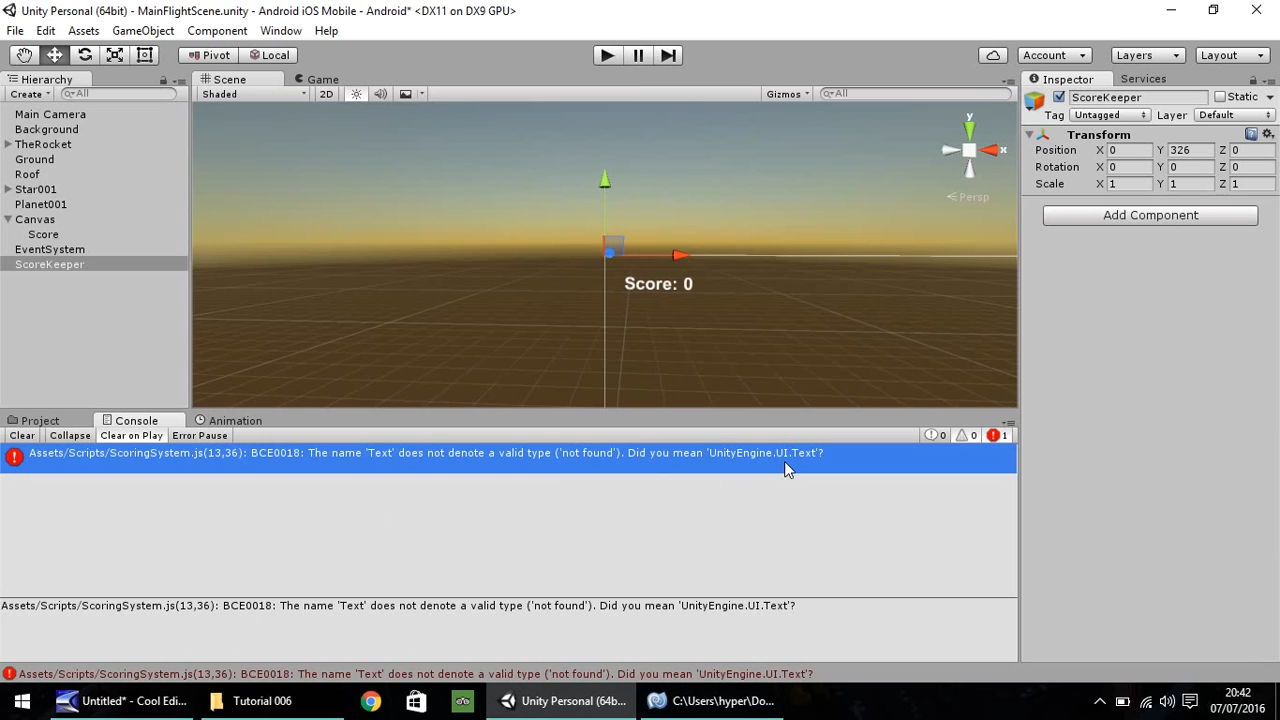 Unity Personal (64bit) - MainFlightScene.unity - Android iOS Mobile - Android* <DX11 on DX9 GPU>
File Edit Assets GameObject Component Window Help
Pivot Local Account Layers Layout
Hierarchy Scene Game Inspector Services
Create All Shaded 2D Gizmos All ScoreKeeper Static
Main Camera
Background
TheRocket
Ground
Roof
Star001
Planet001
Canvas
Score
EventSystem
ScoreKeeper
y
x
Persp
Score: 0
Tag Untagged Layer Default
Transform
Position X 0 Y 326 Z 0
Rotation X 0 Y 0 Z 0
Scale X 1 Y 1 Z 1
Add Component
Project Console Animation
Clear Collapse Clear on Play Error Pause 0 0 1
Assets/Scripts/ScoringSystem.js(13,36): BCE0018: The name 'Text' does not denote a valid type ('not found'). Did you mean 'UnityEngine.UI.Text'?
Assets/Scripts/ScoringSystem.js(13,36): BCE0018: The name 'Text' does not denote a valid type ('not found'). Did you mean 'UnityEngine.UI.Text'?
Assets/Scripts/ScoringSystem.js(13,36): BCE0018: The name 'Text' does not denote a valid type ('not found'). Did you mean 'UnityEngine.UI.Text'?
Untitled* - Cool Edi... Tutorial 006 Unity Personal (64b... C:\Users\hyper\Do...
20:42
07/07/2016